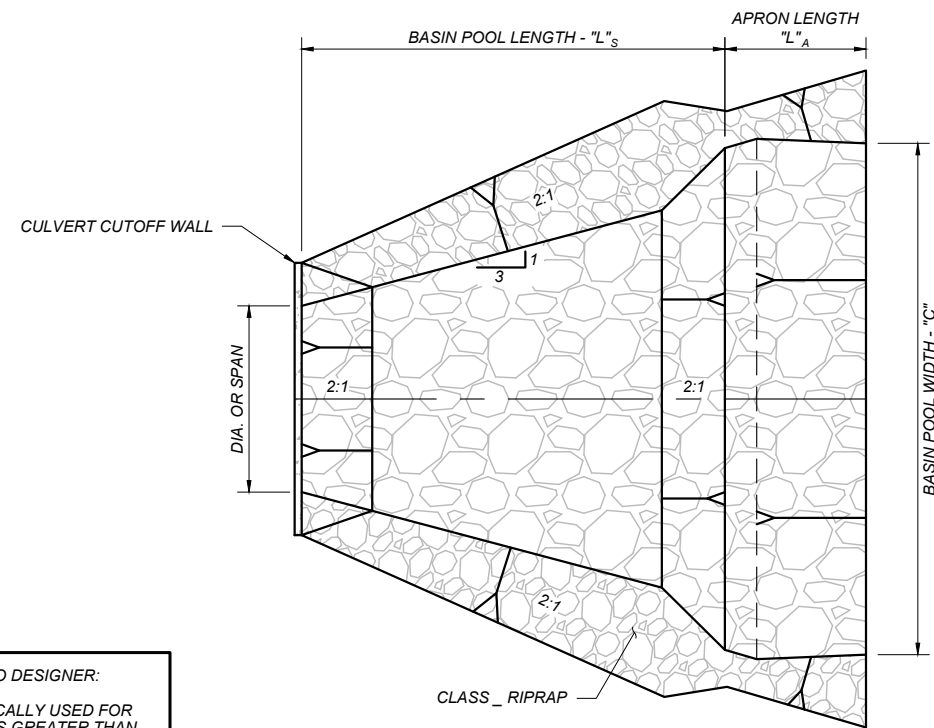 APRON LENGTH
"L"A
BASIN POOL LENGTH - "L"S
2:1
CULVERT CUTOFF WALL
1
3
DIA. OR SPAN
2:1
2:1
BASIN POOL WIDTH - "C"
2:1
CLASS _ RIPRAP
D DESIGNER:
CALLY USED FOR
S GREATER THAN